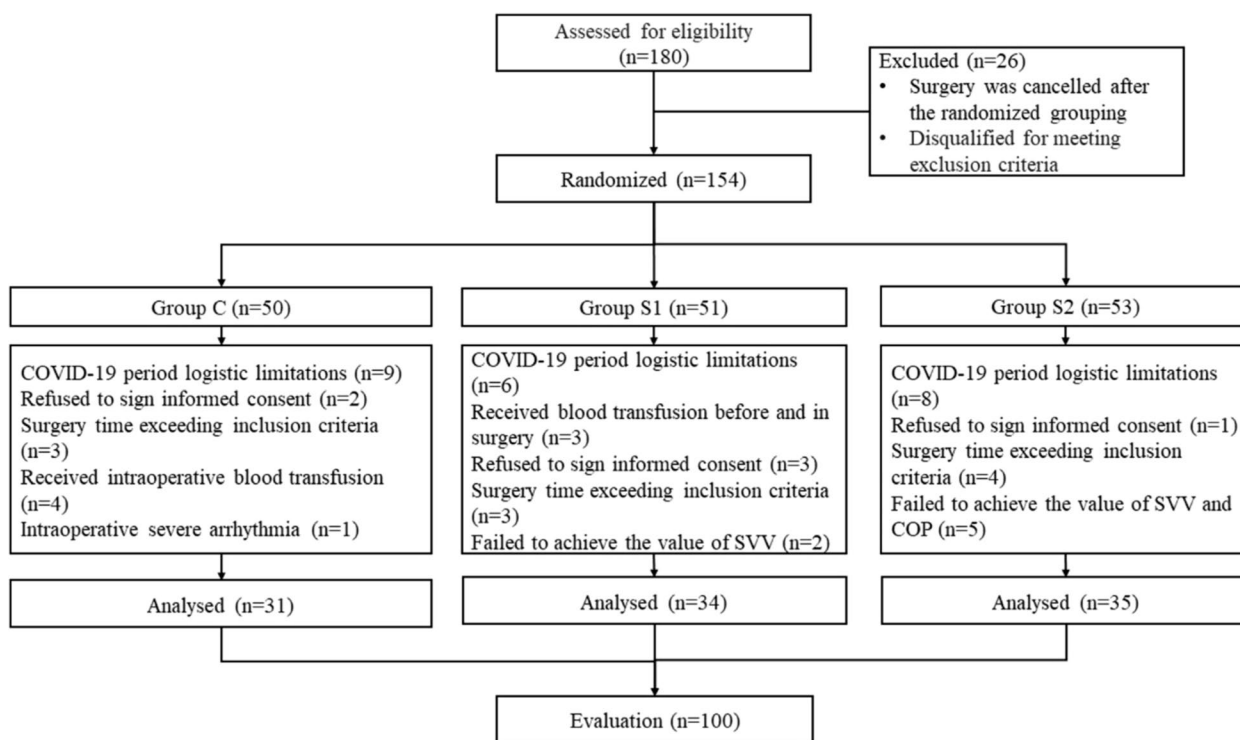 Assessed for eligibility
(n=180)
Excluded (n=26)
• Surgery was cancelled after
the randomized grouping
• Disqualified for meeting
exclusion criteria
Randomized (n=154)
Group C (n=50)
COVID-19 period logistic limitations (n=9)
Refused to sign informed consent (n=2)
Surgery time exceeding inclusion criteria
(n=3)
Received intraoperative blood transfusion
(n=4)
Intraoperative severe arrhythmia (n=1)
Analysed (n=31)
Group S1 (n=51)
COVID-19 period logistic limitations
(n=6)
Received blood transfusion before and in
surgery (n=3)
Refused to sign informed consent (n=3)
Surgery time exceeding inclusion criteria
(n=3)
Failed to achieve the value of SVV (n=2)
Analysed (n=34)
Group S2 (n=53)
COVID-19 period logistic limitations
(n=8)
Refused to sign informed consent (n=1)
Surgery time exceeding inclusion
criteria (n=4)
Failed to achieve the value of SVV and
COP (n=5)
Analysed (n=35)
Evaluation (n=100)